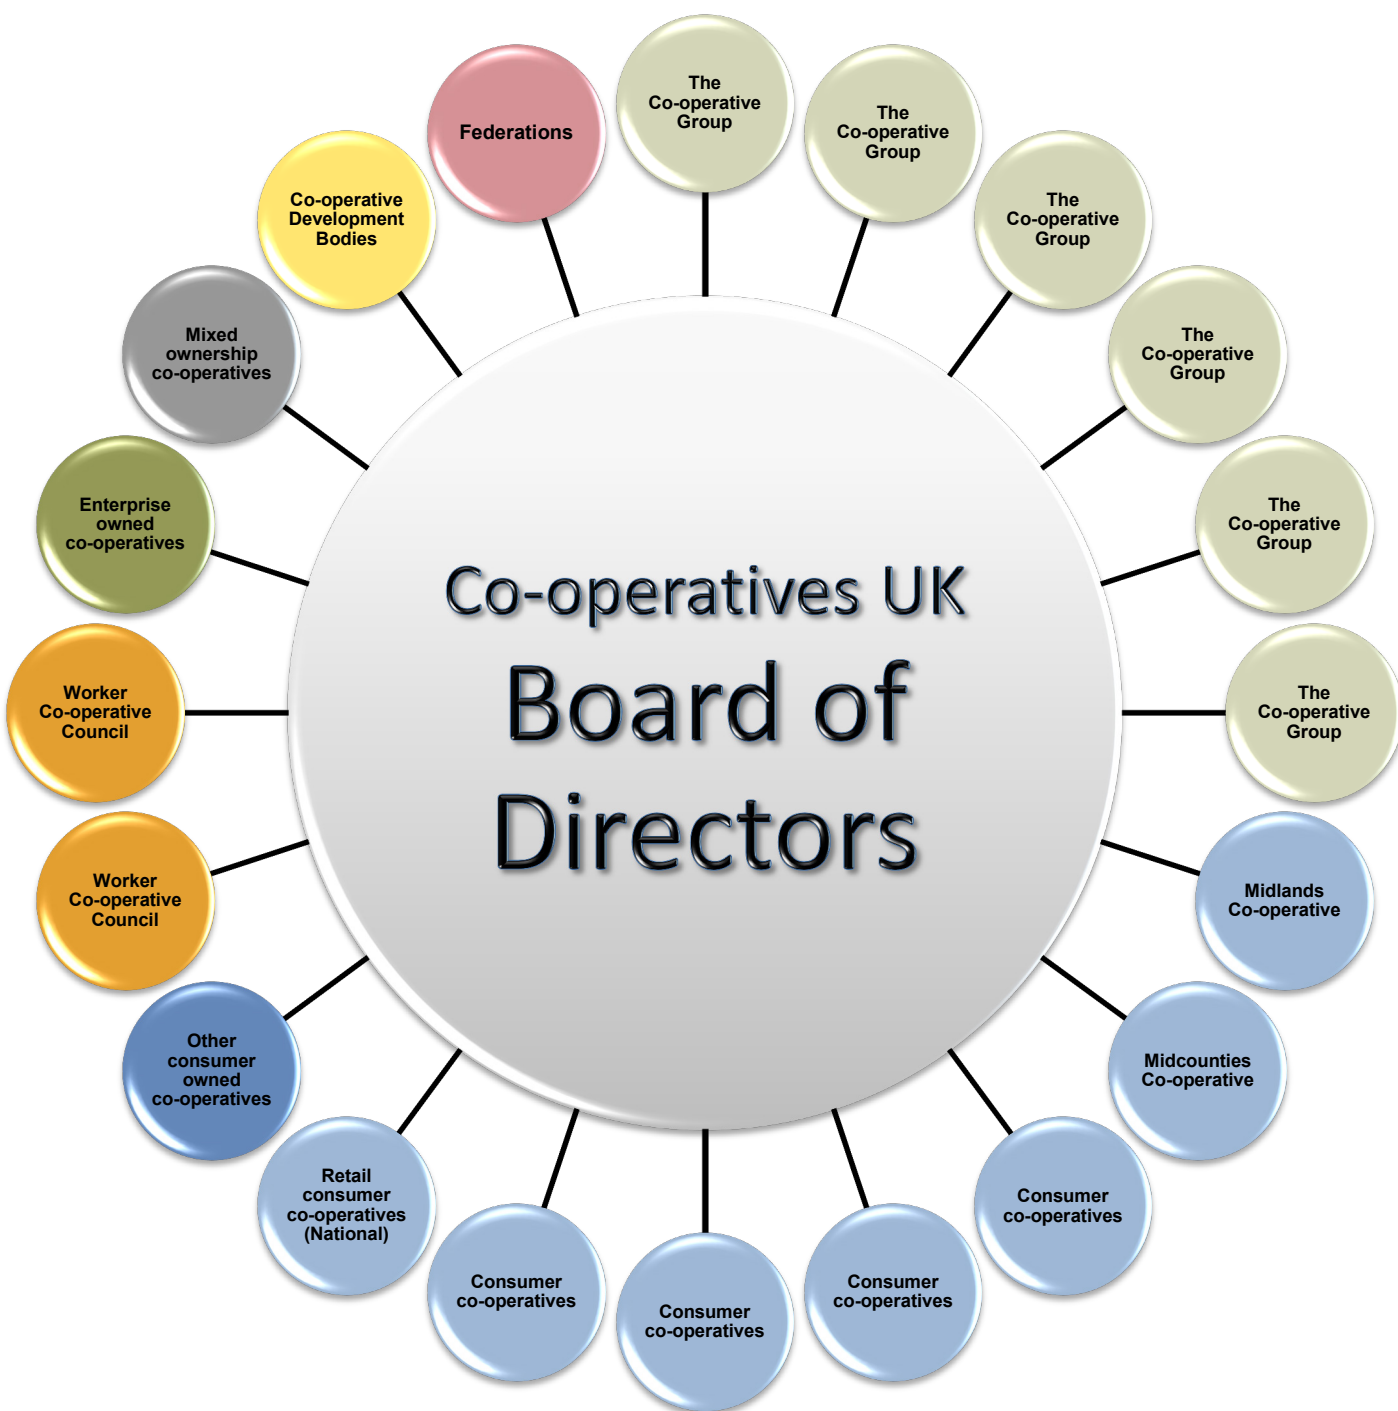 Co-operatives UK
Board of
Directors
The
Co-operative
Group
The
Co-operative
Group
The
Co-operative
Group
The
Co-operative
Group
The
Co-operative
Group
The
Co-operative
Group
Midlands
Co-operative
Midcounties
Co-operative
Consumer
co-operatives
Consumer
co-operatives
Consumer
co-operatives
Consumer
co-operatives
Retail
consumer
co-operatives
(National)
Other
consumer
owned
co-operatives
Worker
Co-operative
Council
Worker
Co-operative
Council
Enterprise
owned
co-operatives
Mixed
ownership
co-operatives
Co-operative
Development
Bodies
Federations